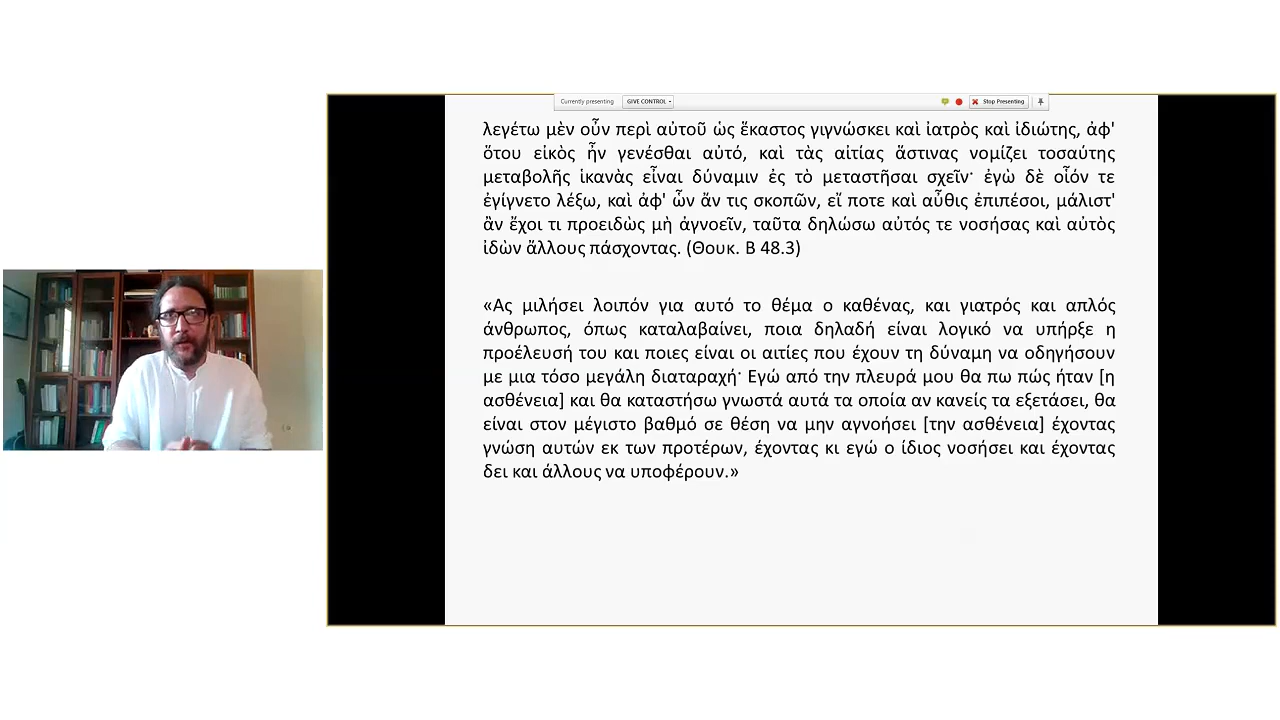 Currently presenting GIVE CONTROL Stop Presenting
λεγέτω μὲν οὖν περὶ αὐτοῦ ὡς ἕκαστος γιγνώσκει καὶ ἰατρὸς καὶ ἰδιώτης, ἀφ'
ὅτου εἰκὸς ἦν γενέσθαι αὐτό, καὶ τὰς αἰτίας ἅστινας νομίζει τοσαύτης
μεταβολῆς ἱκανὰς εἶναι δύναμιν ἐς τὸ μεταστῆσαι σχεῖν· ἐγὼ δὲ οἷόν τε
ἐγίγνετο λέξω, καὶ ἀφ' ὧν ἄν τις σκοπῶν, εἴ ποτε καὶ αὖθις ἐπιπέσοι, μάλιστ'
ἂν ἔχοι τι προειδὼς μὴ ἀγνοεῖν, ταῦτα δηλώσω αὐτός τε νοσήσας καὶ αὐτὸς
ἰδὼν ἄλλους πάσχοντας. (Θουκ. Β 48.3)
«Ας μιλήσει λοιπόν για αυτό το θέμα ο καθένας, και γιατρός και απλός
άνθρωπος, όπως καταλαβαίνει, ποια δηλαδή είναι λογικό να υπήρξε η
προέλευσή του και ποιες είναι οι αιτίες που έχουν τη δύναμη να οδηγήσουν
με μια τόσο μεγάλη διαταραχή· Εγώ από την πλευρά μου θα πω πώς ήταν [η
ασθένεια] και θα καταστήσω γνωστά αυτά τα οποία αν κανείς τα εξετάσει, θα
είναι στον μέγιστο βαθμό σε θέση να μην αγνοήσει [την ασθένεια] έχοντας
γνώση αυτών εκ των προτέρων, έχοντας κι εγώ ο ίδιος νοσήσει και έχοντας
δει και άλλους να υποφέρουν.»